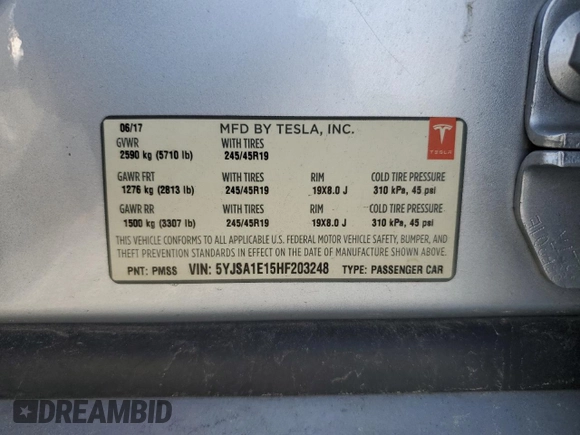 06/17 MFD BY TESLA, INC.
GVWR WITH TIRES
2590 kg (5710 lb) 245/45R19
TESLA
GAWR FRT WITH TIRES RIM COLD TIRE PRESSURE
1276 kg (2813 lb) 245/45R19 19X8.0 J 310 kPa, 45 psi
GAWR RR WITH TIRES RIM COLD TIRE PRESSURE
1500 kg (3307 lb) 245/45R19 19X8.0 J 310 kPa, 45 psi
THIS VEHICLE CONFORMS TO ALL APPLICABLE U.S. FEDERAL MOTOR VEHICLE SAFETY, BUMPER, AND
THEFT PREVENTION STANDARDS IN EFFECT ON THE DATE OF MANUFACTURE SHOWN ABOVE.
PNT: PMSS VIN: 5YJSA1E15HF203248 TYPE: PASSENGER CAR
DREAMBID